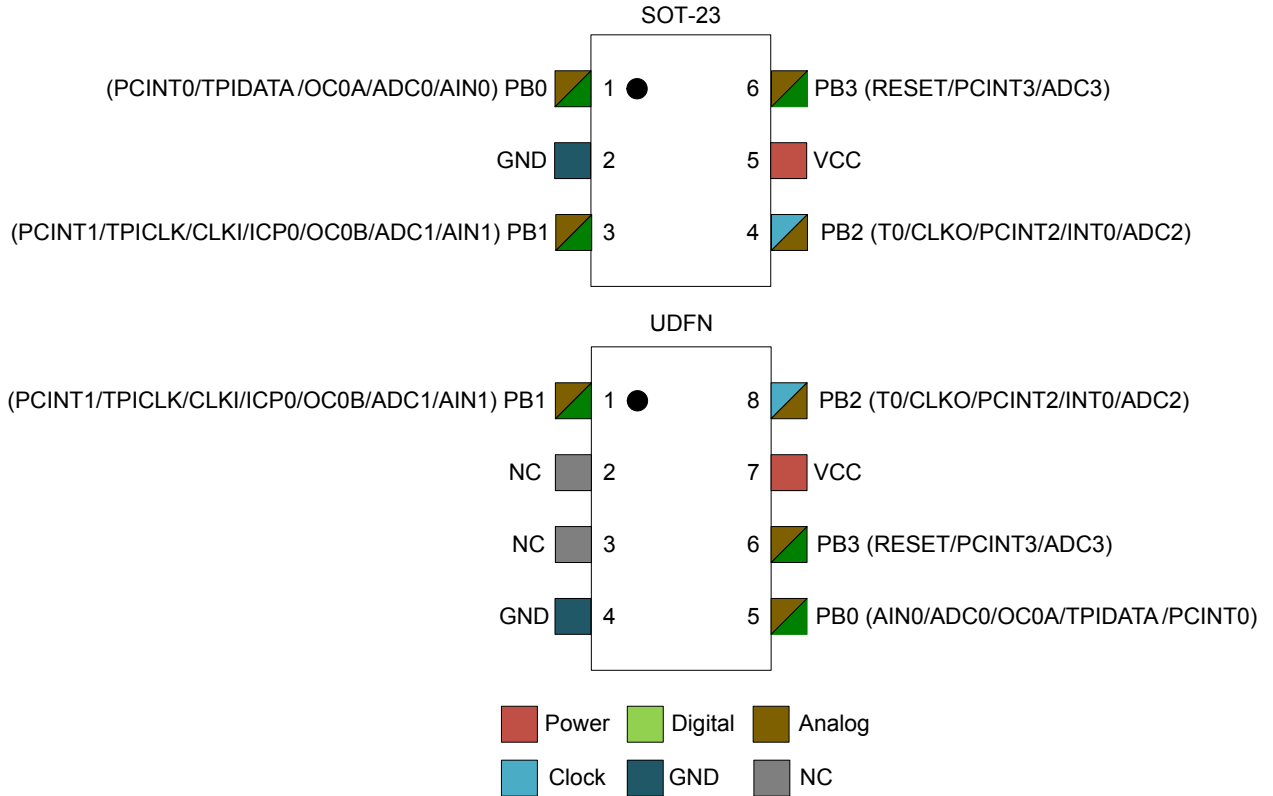 SOT-23
(PCINT0/TPIDATA/OC0A/ADC0/AIN0) PB0 1 6 PB3 (RESET/PCINT3/ADC3)
GND 2 5 VCC
(PCINT1/TPICLK/CLKI/ICP0/OC0B/ADC1/AIN1) PB1 3 4 PB2 (T0/CLKO/PCINT2/INT0/ADC2)
UDFN
(PCINT1/TPICLK/CLKI/ICP0/OC0B/ADC1/AIN1) PB1 1 8 PB2 (T0/CLKO/PCINT2/INT0/ADC2)
NC 2 7 VCC
NC 3 6 PB3 (RESET/PCINT3/ADC3)
GND 4 5 PB0 (AIN0/ADC0/OC0A/TPIDATA/PCINT0)
Power Digital Analog
Clock GND NC